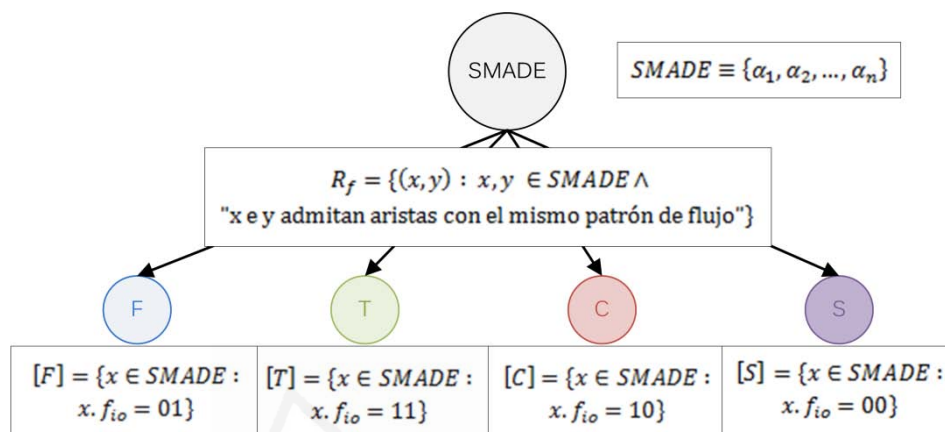 SMADE
SMADE ≡ {α₁, α₂, ..., αₙ}
R_f = {(x, y) : x, y ∈ SMADE ∧
"x e y admitan aristas con el mismo patrón de flujo"}
F
T
C
S
[F] = {x ∈ SMADE :
x. f_io = 01}
[T] = {x ∈ SMADE :
x. f_io = 11}
[C] = {x ∈ SMADE :
x. f_io = 10}
[S] = {x ∈ SMADE :
x. f_io = 00}